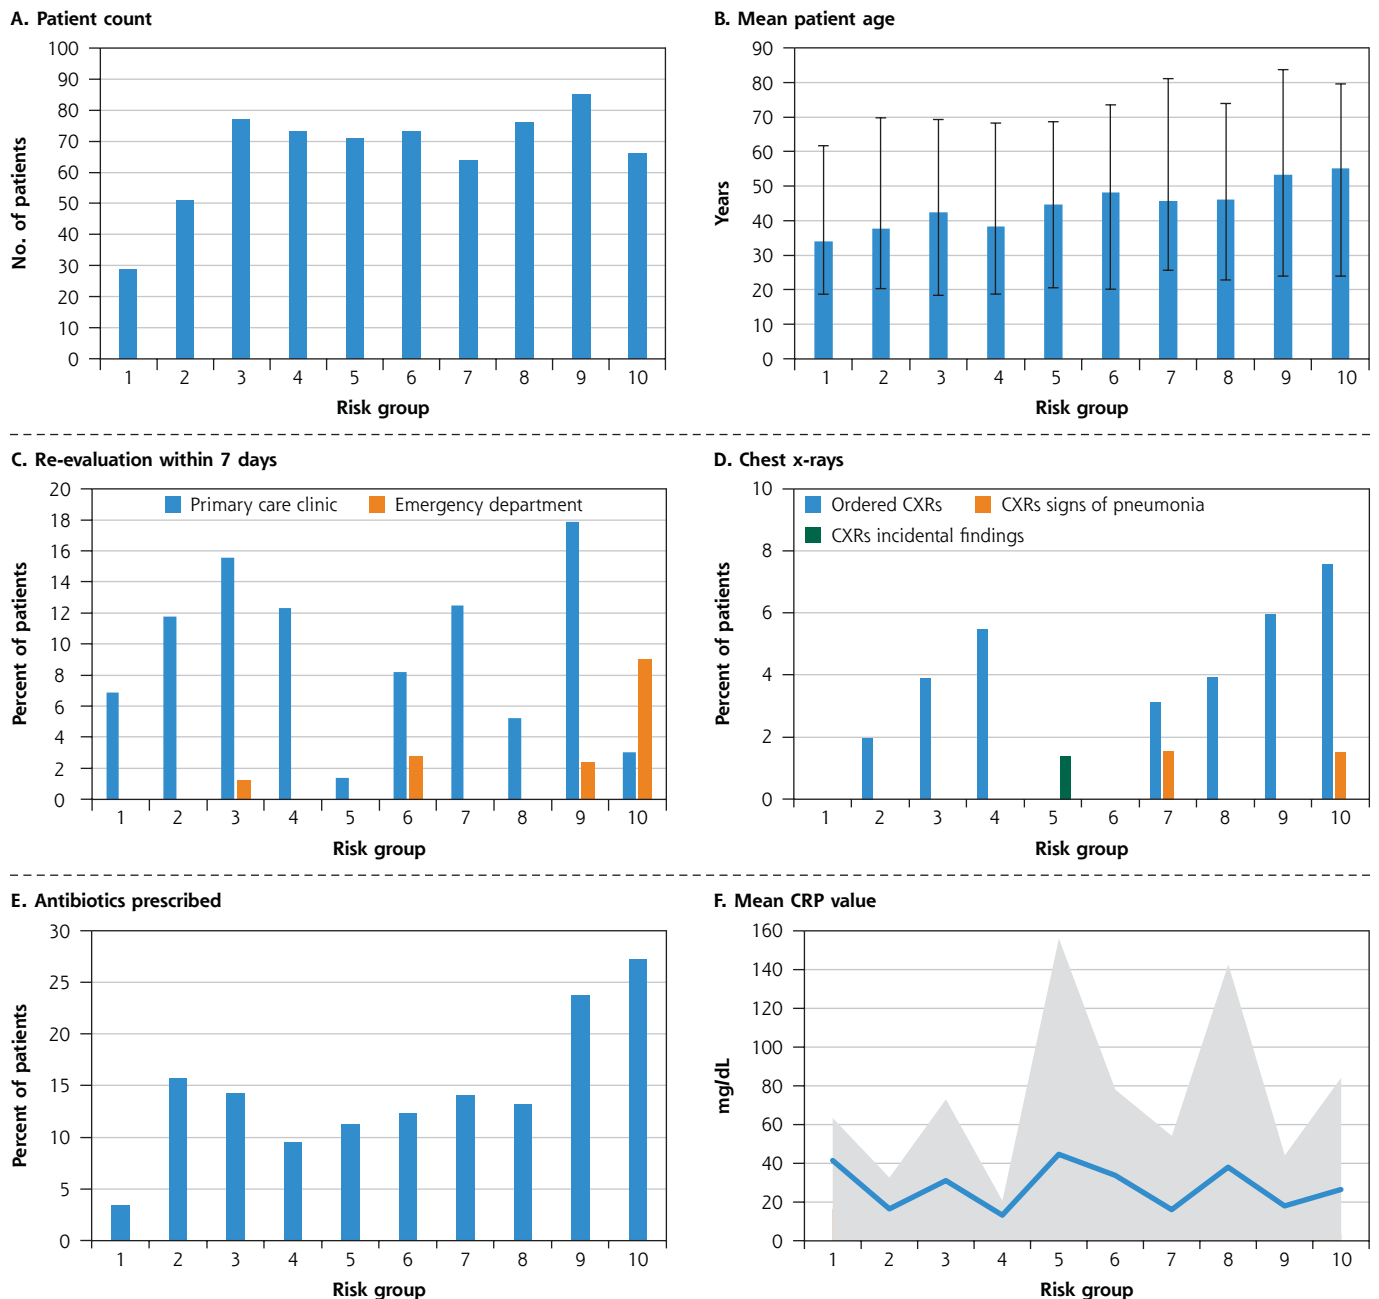 A. Patient count
100
90
80
70
60
50
40
30
20
10
0
No. of patients
1 2 3 4 5 6 7 8 9 10
Risk group
B. Mean patient age
90
80
70
60
50
40
30
20
10
0
Years
1 2 3 4 5 6 7 8 9 10
Risk group
C. Re-evaluation within 7 days
Primary care clinic Emergency department
20
18
16
14
12
10
8
6
4
2
0
Percent of patients
1 2 3 4 5 6 7 8 9 10
Risk group
D. Chest x-rays
Ordered CXRs CXRs signs of pneumonia
CXRs incidental findings
10
8
6
4
2
0
Percent of patients
1 2 3 4 5 6 7 8 9 10
Risk group
E. Antibiotics prescribed
30
25
20
15
10
5
0
Percent of patients
1 2 3 4 5 6 7 8 9 10
Risk group
F. Mean CRP value
160
140
120
100
80
60
40
20
0
mg/dL
1 2 3 4 5 6 7 8 9 10
Risk group